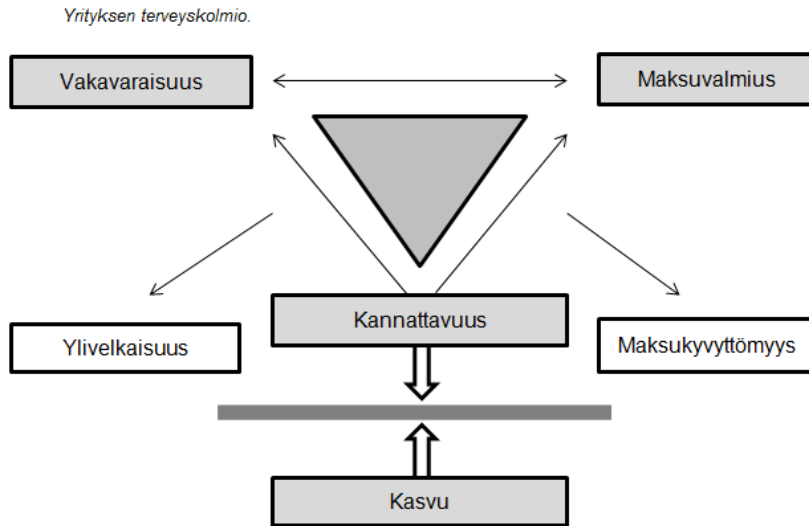 Yrityksen terveyskolmio.
Vakavaraisuus
Maksuvalmius
Kannattavuus
Ylivelkaisuus
Maksukyvyttömyys
Kasvu